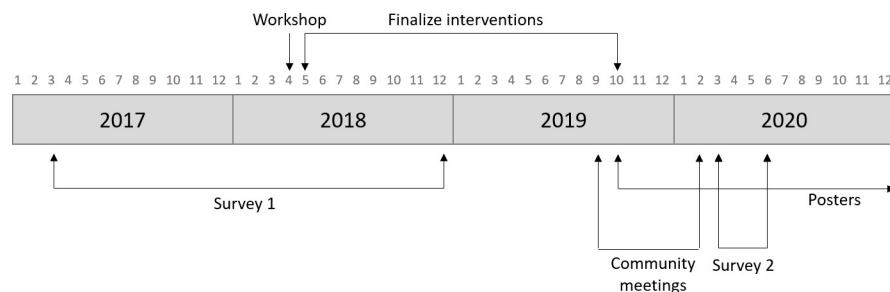 Workshop Finalize interventions
1 2 3 4 5 6 7 8 9 10 11 12 1 2 3 4 5 6 7 8 9 10 11 12 1 2 3 4 5 6 7 8 9 10 11 12 1 2 3 4 5 6 7 8 9 10 11 12
2017 2018 2019 2020
Survey 1 Posters
Community Survey 2
meetings